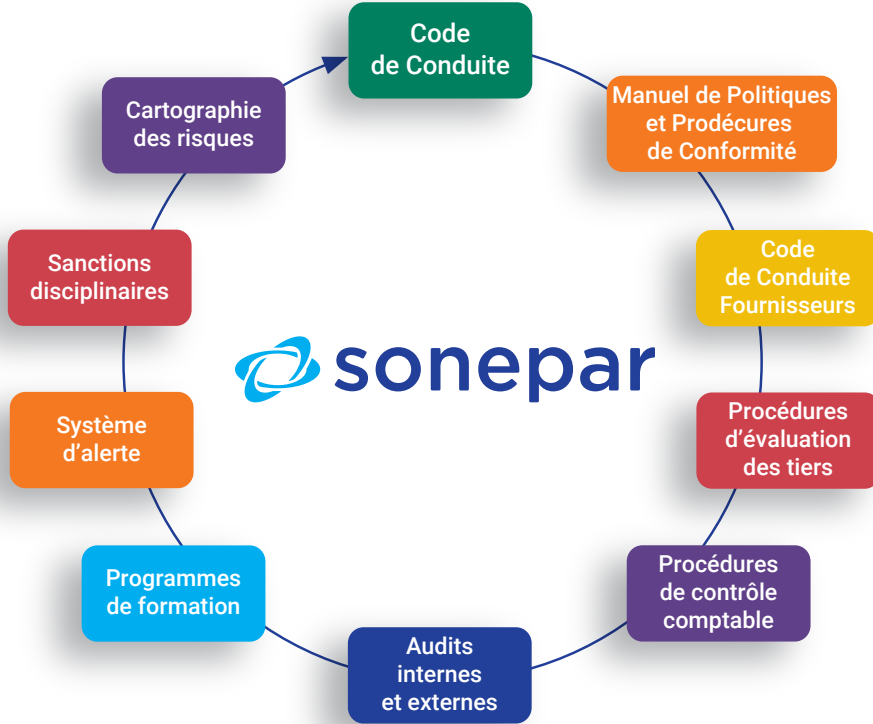 Code
de Conduite
Manuel de Politiques
et Prodécures
de Conformité
Code
de Conduite
Fournisseurs
Procédures
d’évaluation
des tiers
Procédures
de contrôle
comptable
Audits
internes
et externes
Programmes
de formation
Système
d’alerte
Sanctions
disciplinaires
Cartographie
des risques
sonepar